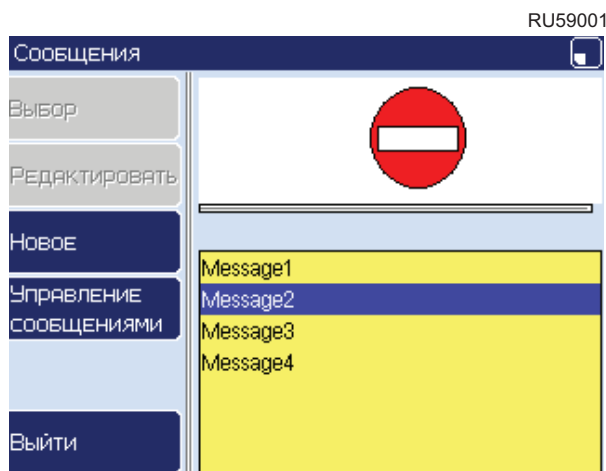 RU59001
Сообщения
Выбор
Редактировать
Новое
Управление
сообщениями
Выйти
Message1
Message2
Message3
Message4